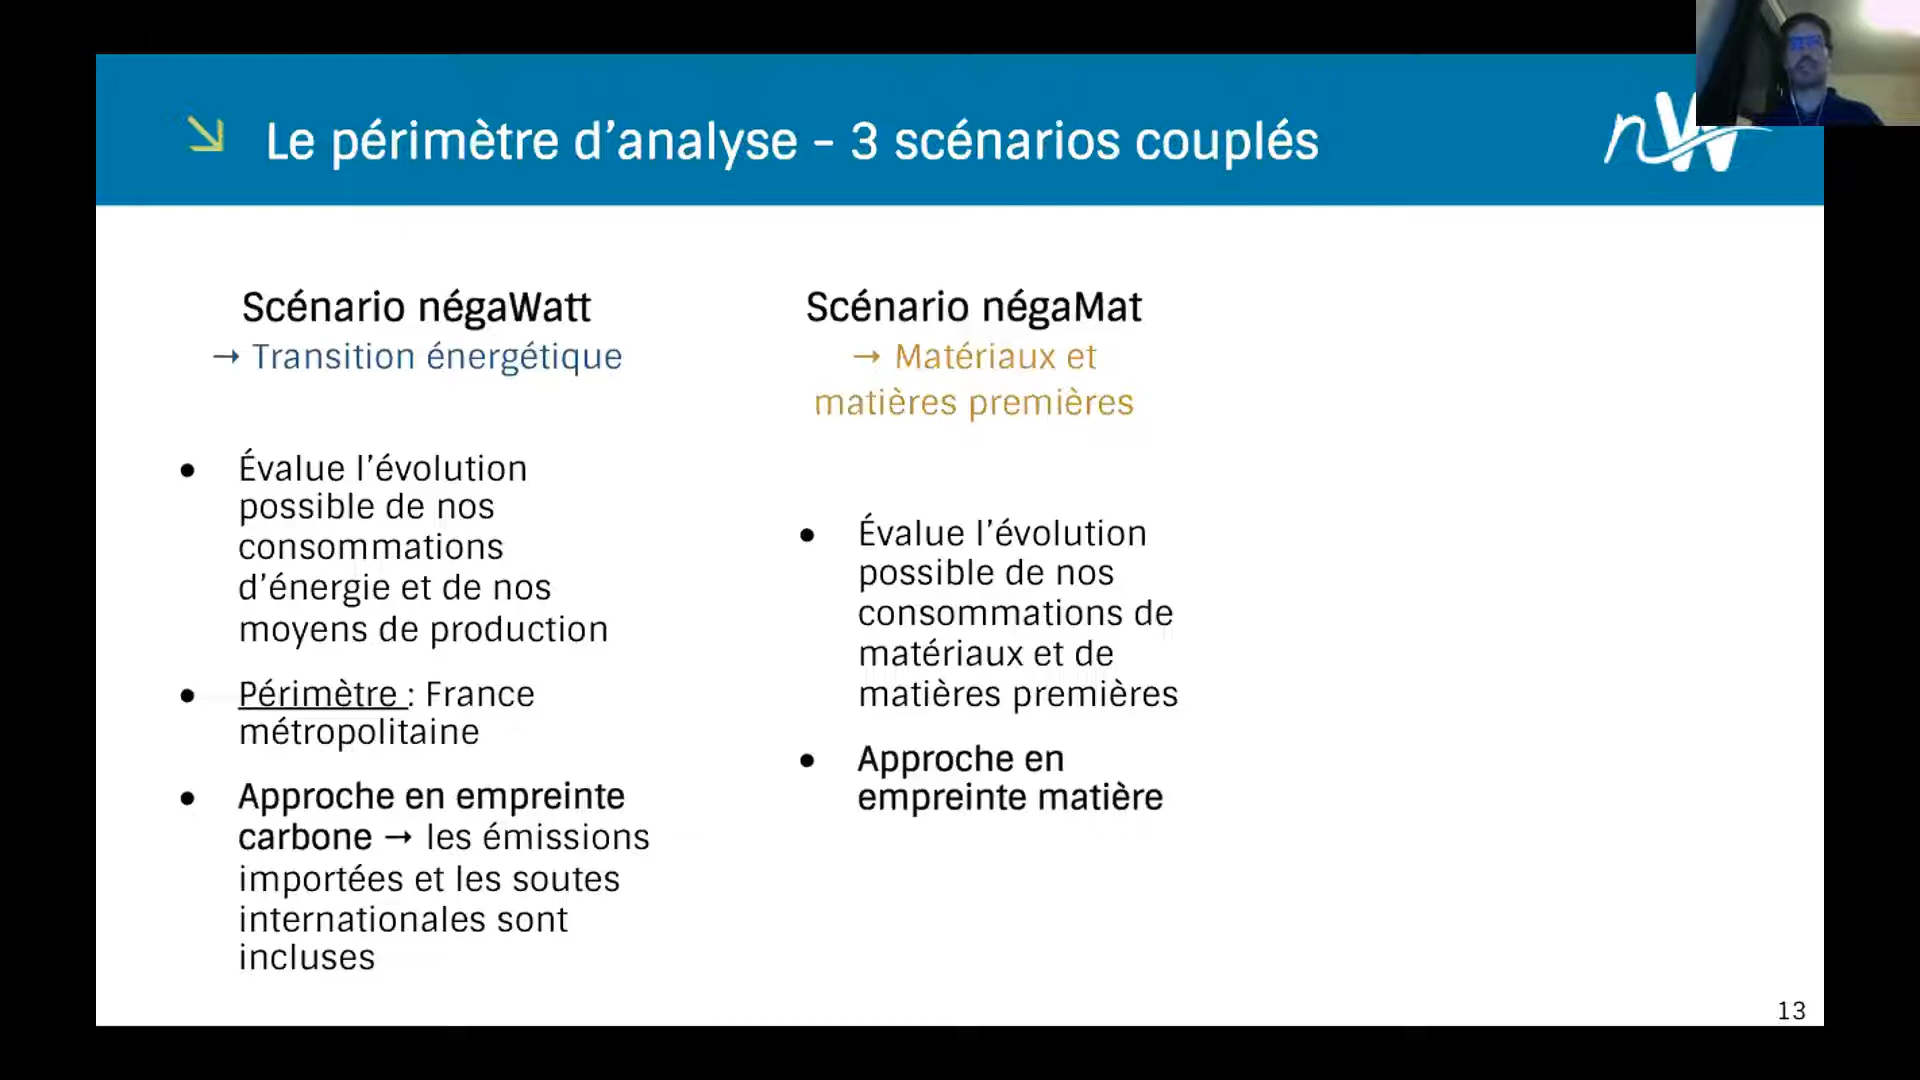 Le périmètre d’analyse - 3 scénarios couplés
nW
Scénario négaWatt
→ Transition énergétique
● Évalue l’évolution
possible de nos
consommations
d’énergie et de nos
moyens de production
● Périmètre : France
métropolitaine
● Approche en empreinte
carbone → les émissions
importées et les soutes
internationales sont
incluses
Scénario négaMat
→ Matériaux et
matières premières
● Évalue l’évolution
possible de nos
consommations de
matériaux et de
matières premières
● Approche en
empreinte matière
13